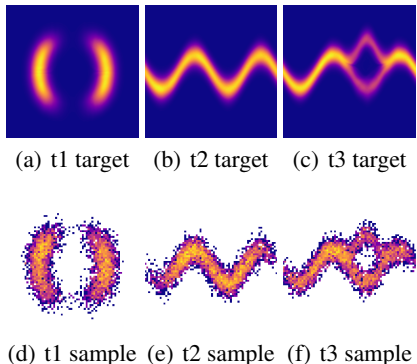 (a) t1 target (b) t2 target (c) t3 target
(d) t1 sample (e) t2 sample (f) t3 sample